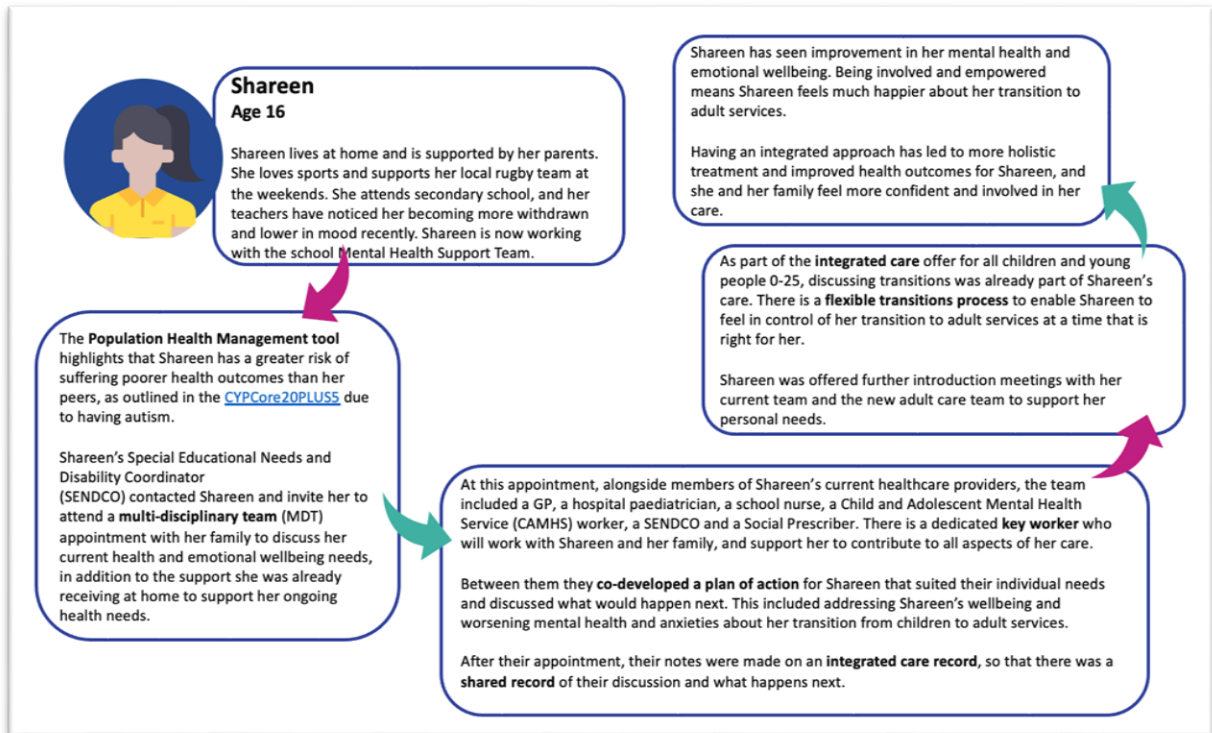 Shareen
Age 16
Shareen lives at home and is supported by her parents.
She loves sports and supports her local rugby team at
the weekends. She attends secondary school, and her
teachers have noticed her becoming more withdrawn
and lower in mood recently. Shareen is now working
with the school Mental Health Support Team.
The Population Health Management tool
highlights that Shareen has a greater risk of
suffering poorer health outcomes than her
peers, as outlined in the CYPCore20PLUS5 due
to having autism.
Shareen's Special Educational Needs and
Disability Coordinator
(SENDCO) contacted Shareen and invite her to
attend a multi-disciplinary team (MDT)
appointment with her family to discuss her
current health and emotional wellbeing needs,
in addition to the support she was already
receiving at home to support her ongoing
health needs.
At this appointment, alongside members of Shareen's current healthcare providers, the team
included a GP, a hospital paediatrician, a school nurse, a Child and Adolescent Mental Health
Service (CAMHS) worker, a SENDCO and a Social Prescriber. There is a dedicated key worker who
will work with Shareen and her family, and support her to contribute to all aspects of her care.
Between them they co-developed a plan of action for Shareen that suited their individual needs
and discussed what would happen next. This included addressing Shareen's wellbeing and
worsening mental health and anxieties about her transition from children to adult services.
After their appointment, their notes were made on an integrated care record, so that there was a
shared record of their discussion and what happens next.
As part of the integrated care offer for all children and young
people 0-25, discussing transitions was already part of Shareen's
care. There is a flexible transitions process to enable Shareen to
feel in control of her transition to adult services at a time that is
right for her.
Shareen was offered further introduction meetings with her
current team and the new adult care team to support her
personal needs.
Shareen has seen improvement in her mental health and
emotional wellbeing. Being involved and empowered
means Shareen feels much happier about her transition to
adult services.
Having an integrated approach has led to more holistic
treatment and improved health outcomes for Shareen, and
she and her family feel more confident and involved in her
care.